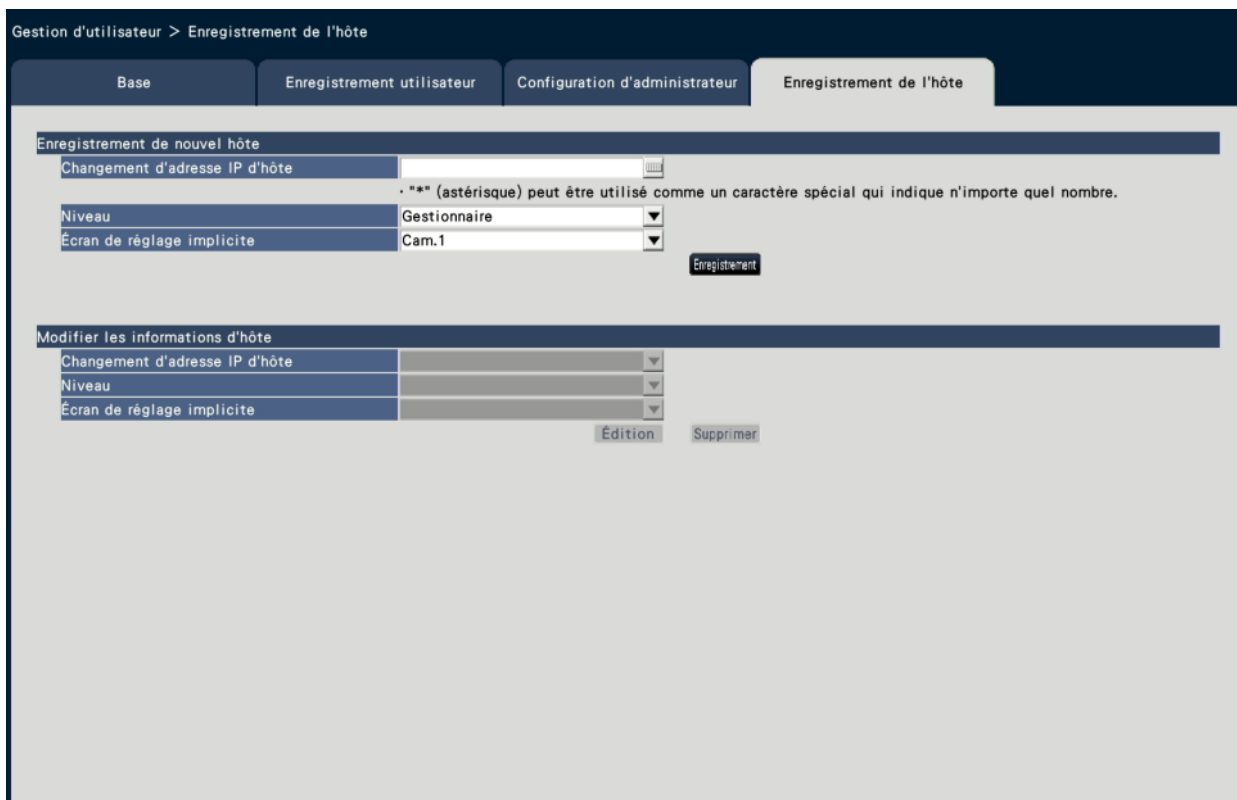 Gestion d'utilisateur > Enregistrement de l'hôte
Base Enregistrement utilisateur Configuration d'administrateur Enregistrement de l'hôte
Enregistrement de nouvel hôte
Changement d'adresse IP d'hôte
· "*" (astérisque) peut être utilisé comme un caractère spécial qui indique n'importe quel nombre.
Niveau Gestionnaire
Écran de réglage implicite Cam.1
Enregistrement
Modifier les informations d'hôte
Changement d'adresse IP d'hôte
Niveau
Écran de réglage implicite
Édition Supprimer